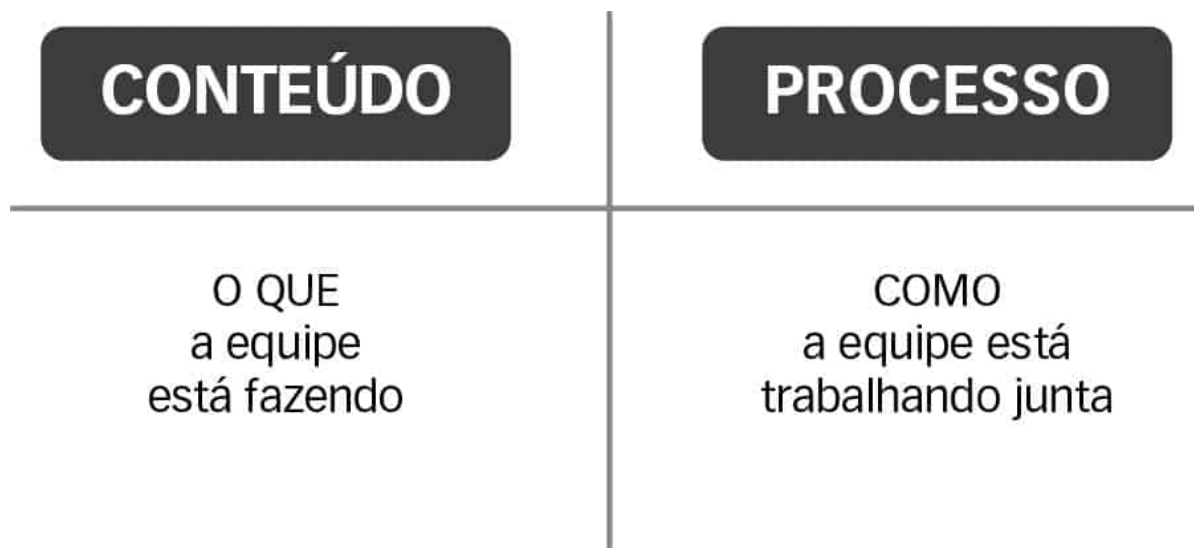 CONTEÚDO
PROCESSO
O QUE
a equipe
está fazendo
COMO
a equipe está
trabalhando junta